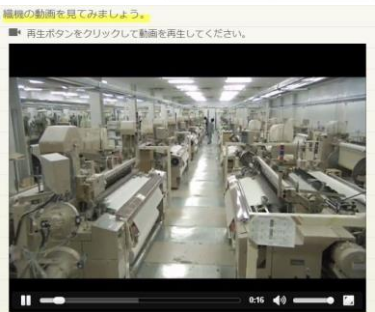 織機の動画を見てみましょう。
再生ボタンをクリックして動画を再生してください。
0:16